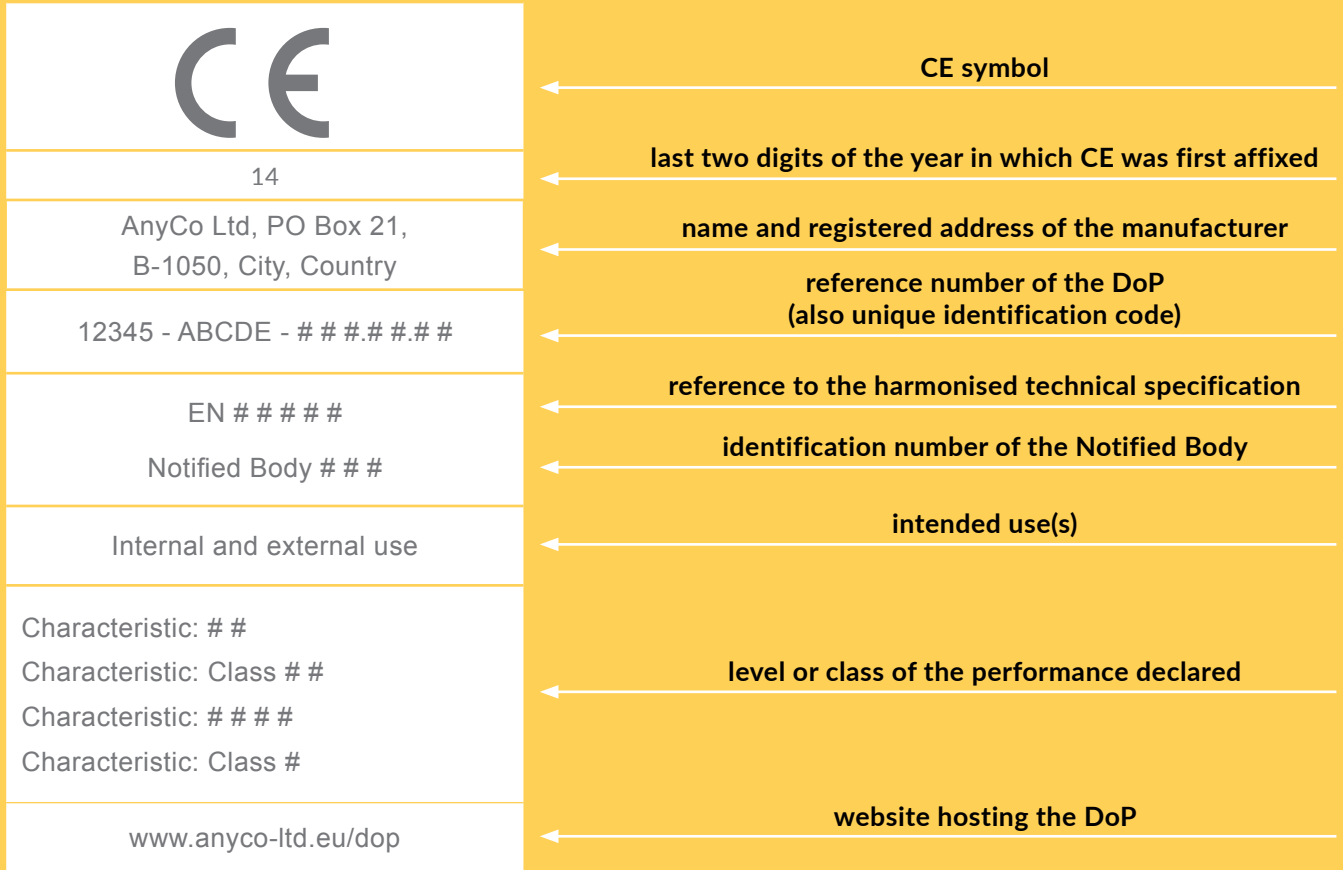 CE
CE symbol
14
last two digits of the year in which CE was first affixed
AnyCo Ltd, PO Box 21,
B-1050, City, Country
name and registered address of the manufacturer
12345 - ABCDE - # # #.# #.# #
reference number of the DoP
(also unique identification code)
EN # # # # #
reference to the harmonised technical specification
Notified Body # # #
identification number of the Notified Body
Internal and external use
intended use(s)
Characteristic: # #
Characteristic: Class # #
Characteristic: # # # #
Characteristic: Class #
level or class of the performance declared
www.anyco-ltd.eu/dop
website hosting the DoP